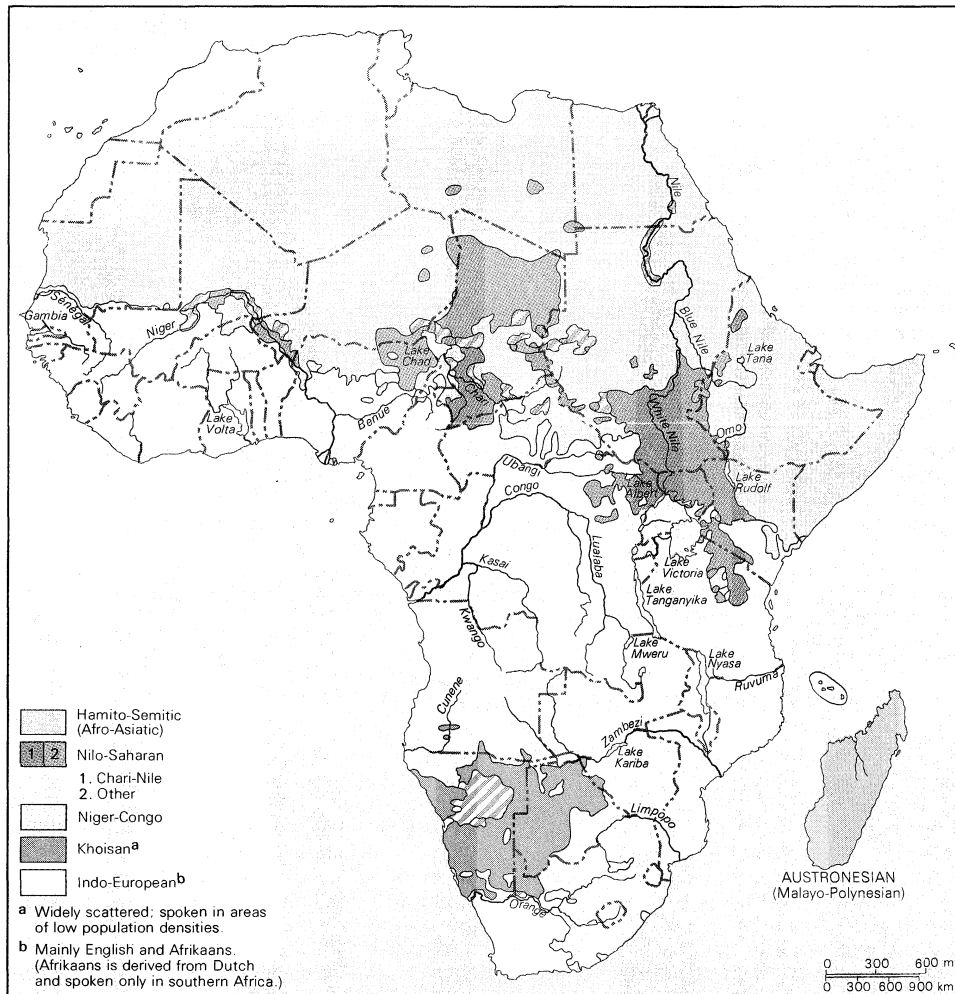 Nile
Sénégal
Gambia
Niger
Lake
Chad
Chari
Blue Nile
Lake
Tana
White Nile
Omo
Lake
Volta
Benue
Ubangi
Congo
Lake
Albert
Lake
Rudolf
Lualaba
Kasai
Lake
Victoria
Lake
Tanganyika
Kwango
Lake
Mweru
Lake
Nyasa
Ruvuma
Cunene
Zambezi
Lake
Kariba
Limpopo
Orange
AUSTRONESIAN
(Malayo-Polynesian)
Hamito-Semitic
(Afro-Asiatic)
1 2 Nilo-Saharan
1. Chari-Nile
2. Other
Niger-Congo
Khoisan a
Indo-European b
a Widely scattered; spoken in areas
of low population densities.
b Mainly English and Afrikaans.
(Afrikaans is derived from Dutch
and spoken only in southern Africa.)
0 300 600 m
0 300 600 900 km